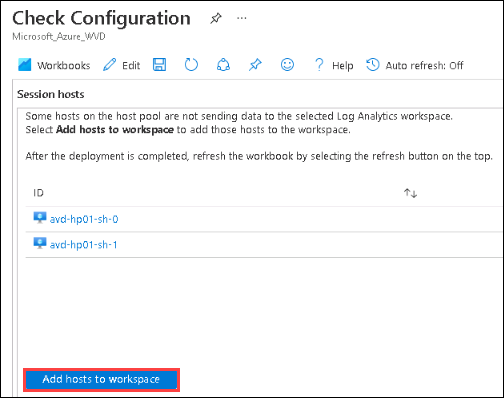 Check Configuration
Microsoft_Azure_WVD
Workbooks Edit ? Help Auto refresh: Off
Session hosts
Some hosts on the host pool are not sending data to the selected Log Analytics workspace.
Select Add hosts to workspace to add those hosts to the workspace.
After the deployment is completed, refresh the workbook by selecting the refresh button on the top.
ID
avd-hp01-sh-0
avd-hp01-sh-1
Add hosts to workspace